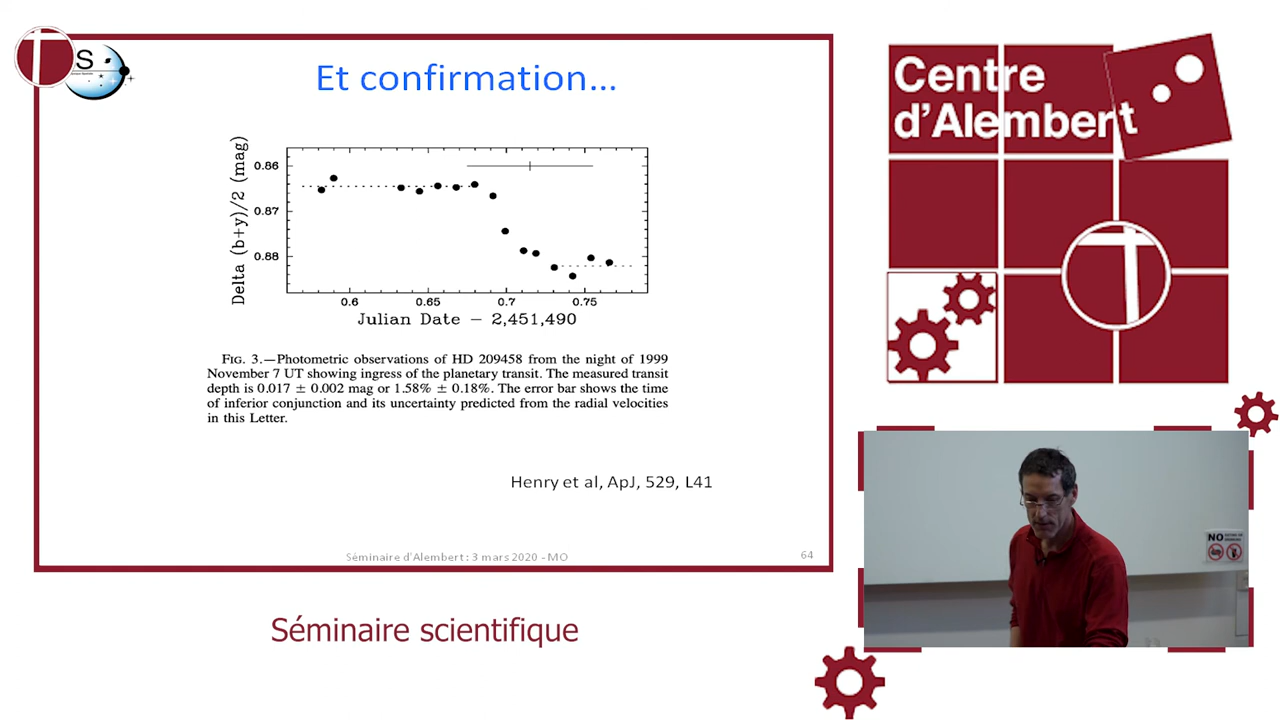 S
Et confirmation...
Delta (b+y)/2 (mag)
0.86
0.87
0.88
0.6
0.65
0.7
0.75
Julian Date − 2,451,490
FIG. 3.—Photometric observations of HD 209458 from the night of 1999
November 7 UT showing ingress of the planetary transit. The measured transit
depth is 0.017 ± 0.002 mag or 1.58% ± 0.18%. The error bar shows the time
of inferior conjunction and its uncertainty predicted from the radial velocities
in this Letter.
Henry et al, ApJ, 529, L41
Séminaire d'Alembert : 3 mars 2020 - MO
64
Séminaire scientifique
Centre
d'Alembert
NO